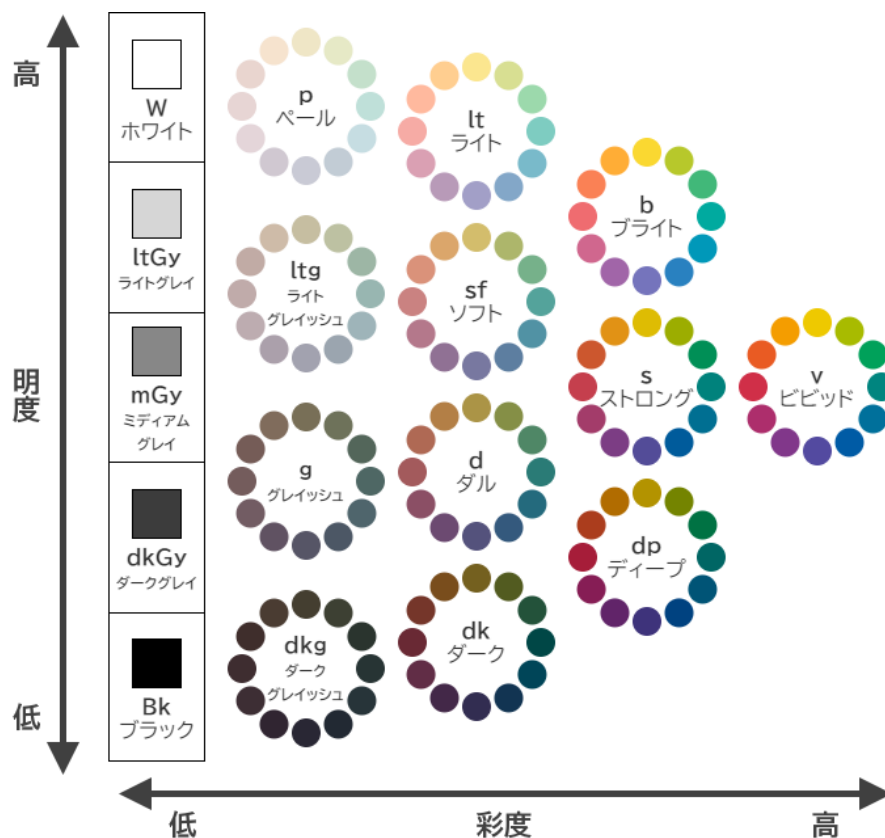 高
明度
低
W
ホワイト
ltGy
ライトグレイ
mGy
ミディアム
グレイ
dkGy
ダークグレイ
Bk
ブラック
p
ペール
ltg
ライト
グレイッシュ
g
グレイッシュ
dkg
ダーク
グレイッシュ
lt
ライト
sf
ソフト
d
ダル
dk
ダーク
b
ブライト
s
ストロング
dp
ディープ
v
ビビッド
低
彩度
高